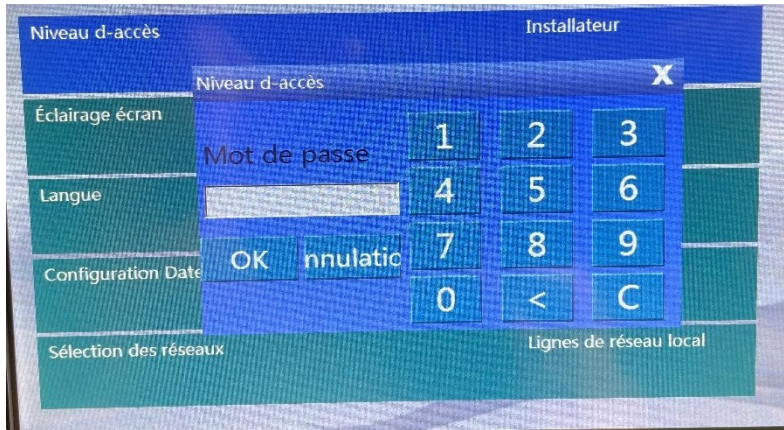 Niveau d-accès
Installateur
Niveau d-accès
X
Éclairage écran
Mot de passe
1 2 3
Langue
4 5 6
OK
nnulatic
7 8 9
Configuration Date
0 < C
Sélection des réseaux
Lignes de réseau local